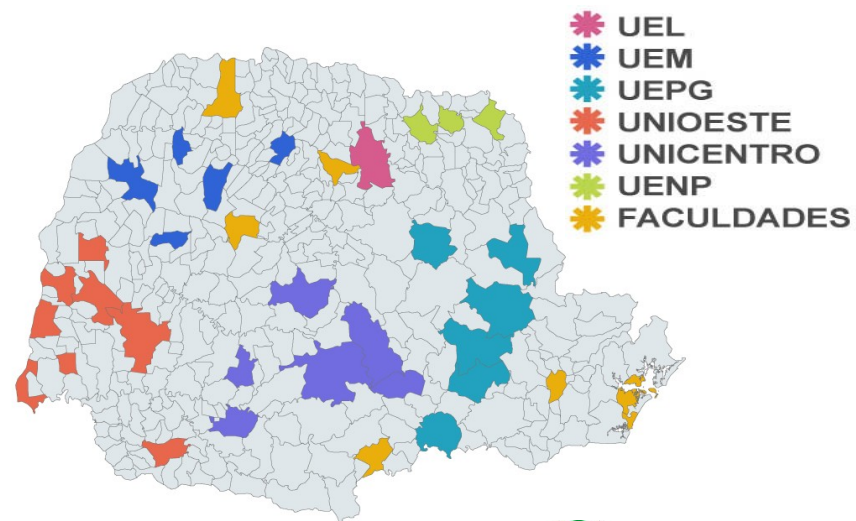 UEL
UEM
UEPG
UNIOESTE
UNICENTRO
UENP
FACULDADES